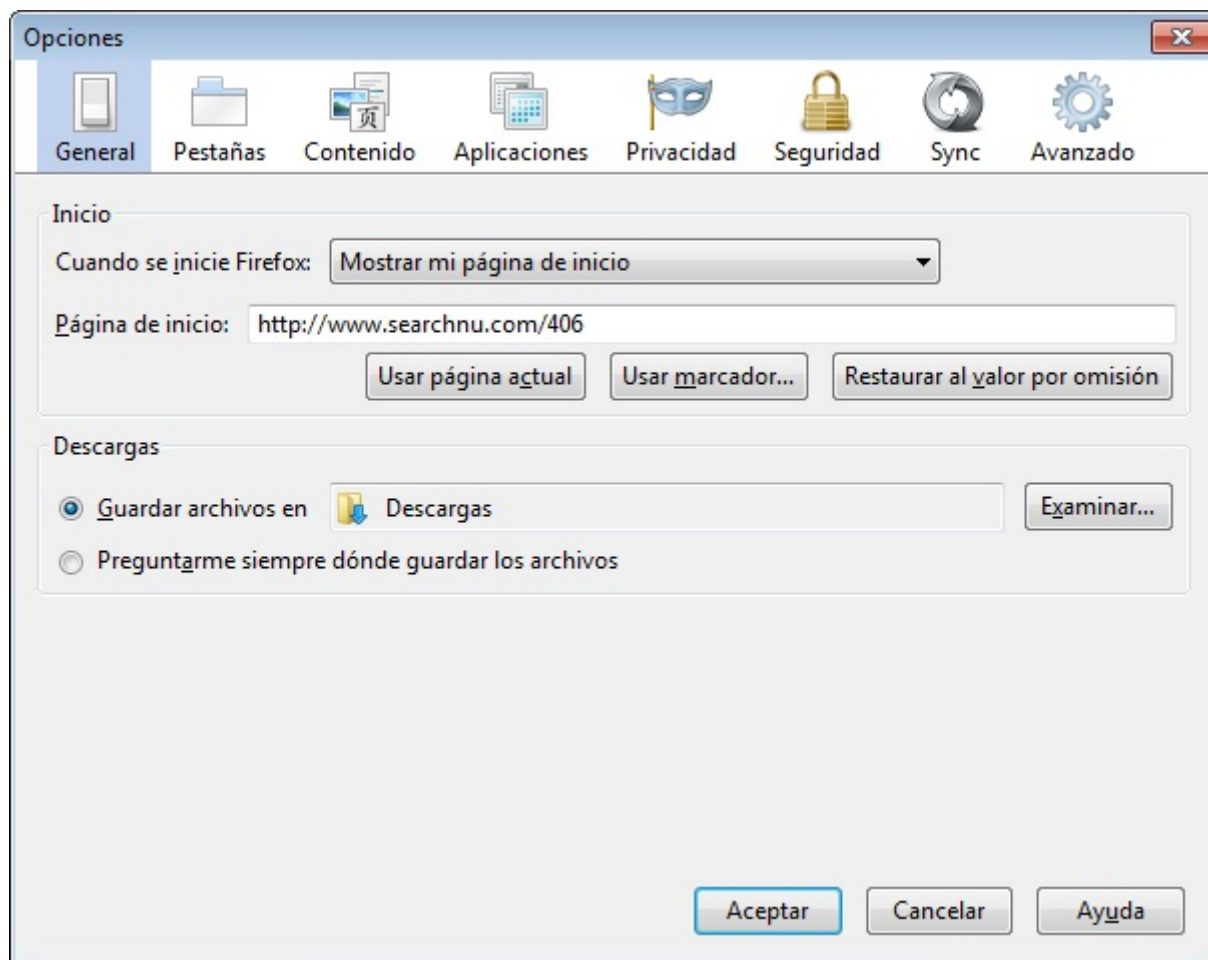 Opciones
General Pestañas Contenido Aplicaciones Privacidad Seguridad Sync Avanzado
Inicio
Cuando se inicie Firefox: Mostrar mi página de inicio
Página de inicio: http://www.searchnu.com/406
Usar página actual Usar marcador... Restaurar al valor por omisión
Descargas
Guardar archivos en Descargas Examinar...
Preguntarme siempre dónde guardar los archivos
Aceptar Cancelar Ayuda